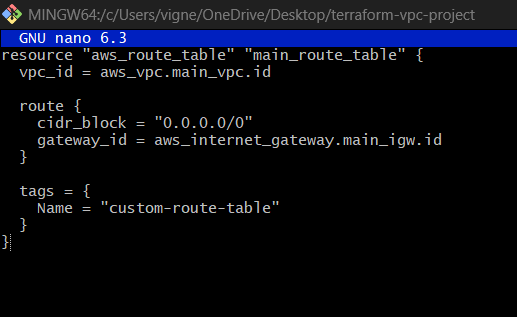 MINGW64:/c/Users/vigne/OneDrive/Desktop/terraform-vpc-project
GNU nano 6.3
resource "aws_route_table" "main_route_table" {
  vpc_id = aws_vpc.main_vpc.id

  route {
    cidr_block = "0.0.0.0/0"
    gateway_id = aws_internet_gateway.main_igw.id
  }

  tags = {
    Name = "custom-route-table"
  }
}